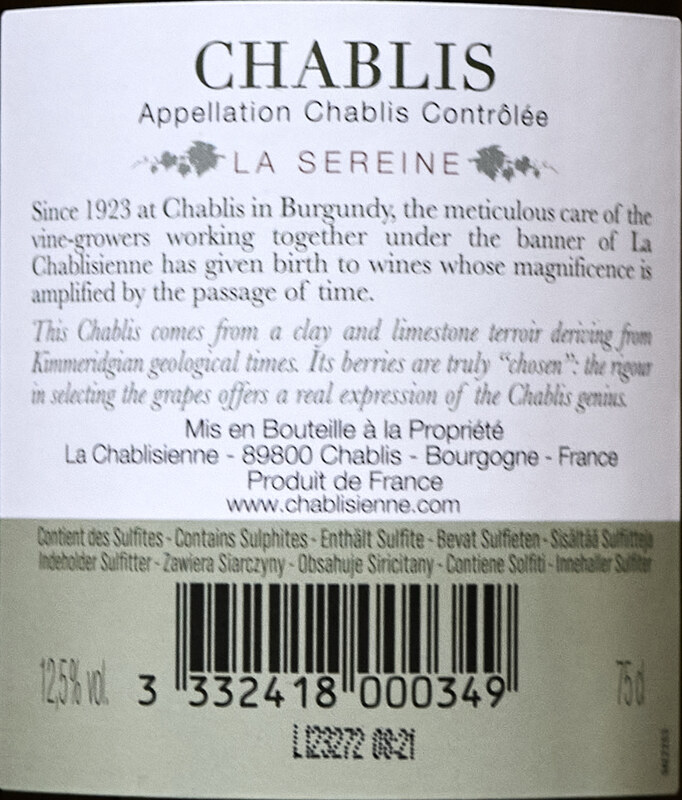 CHABLIS
Appellation Chablis Contrôlée
LA SEREINE
Since 1923 at Chablis in Burgundy, the meticulous care of the
vine-growers working together under the banner of La
Chablisienne has given birth to wines whose magnificence is
amplified by the passage of time.
This Chablis comes from a clay and limestone terroir deriving from
Kimmeridgian geological times. Its berries are truly “chosen”: the rigour
in selecting the grapes offers a real expression of the Chablis genius.
Mis en Bouteille à la Propriété
La Chablisienne - 89800 Chablis - Bourgogne - France
Produit de France
www.chablisienne.com
Contient des Sulfites - Contains Sulphites - Enthält Sulfite - Bevat Sulfieten - Sisältää Sulfiitteja
Indeholder Sulfitter - Zawiera Siarczyny - Obsahuje Siricitany - Contiene Solfiti - Innehaller Sulfiter
12,5% vol.
3 332418 000349
75 cl
L123272 08:21